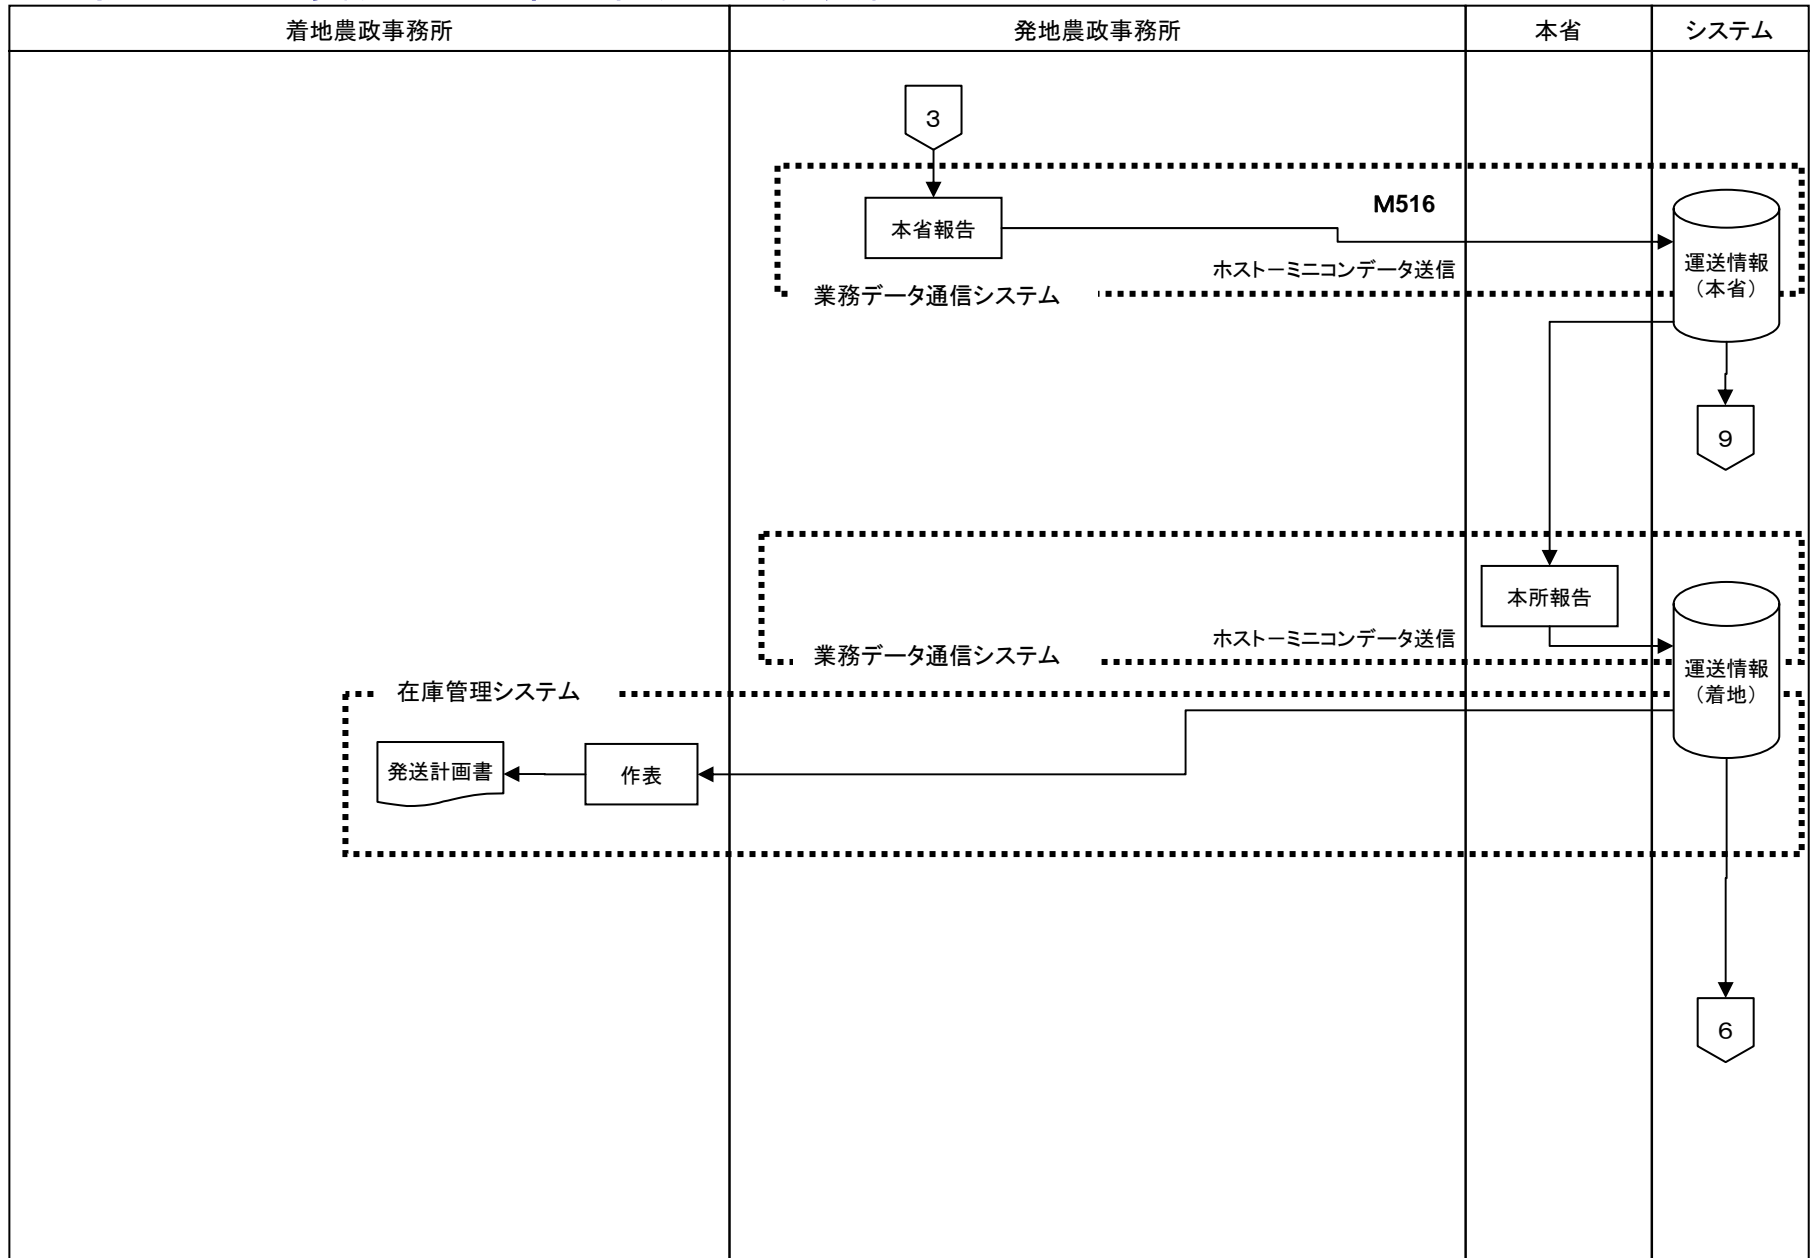 着地農政事務所
発地農政事務所
本省
システム
3
M516
本省報告
ホスト－ミニコンデータ送信
運送情報
（本省）
業務データ通信システム
9
本所報告
ホスト－ミニコンデータ送信
業務データ通信システム
運送情報
（着地）
在庫管理システム
発送計画書
作表
6